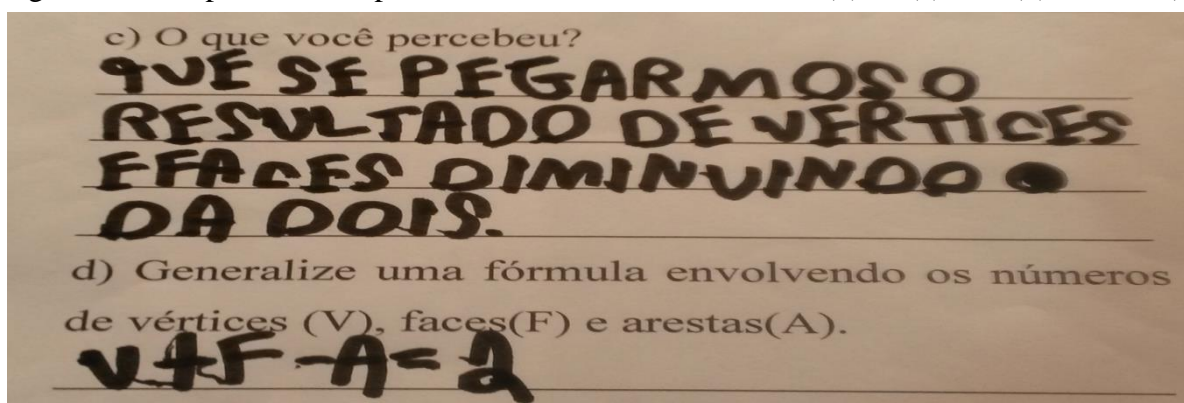 c) O que você percebeu?
QUE SE PEGARMOS O
RESULTADO DE VERTICES
E FACES DIMINUINDO
DA DOIS.
d) Generalize uma fórmula envolvendo os números
de vértices (V), faces(F) e arestas(A).
V+F-A=2